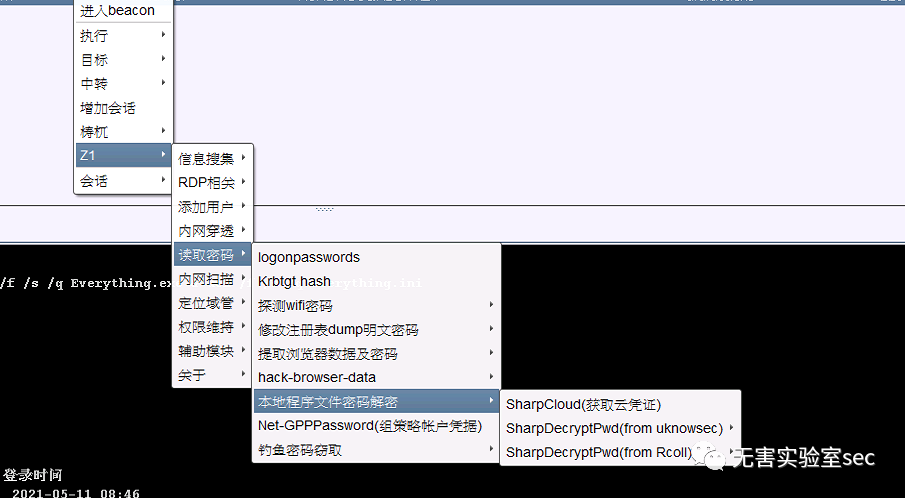 进入beacon
执行
目标
中转
增加会话
梼杌
Z1
会话
信息搜集
RDP相关
添加用户
内网穿透
读取密码
内网扫描
定位域管
权限维持
辅助模块
关于
logonpasswords
Krbtgt hash
探测wifi密码
修改注册表dump明文密码
提取浏览器数据及密码
hack-browser-data
本地程序文件密码解密
Net-GPPPassword(组策略帐户凭据)
钓鱼密码窃取
SharpCloud(获取云凭证)
SharpDecryptPwd(from uknowsec)
SharpDecryptPwd(from Rcoll)
/f /s /q Everything.ex
登录时间
2021-05-11 08:46
无害实验室sec